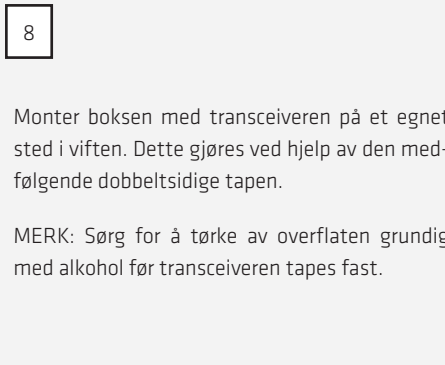 8
Monter boksen med transceiveren på et egnet
sted i viften. Dette gjøres ved hjelp av den med-
følgende dobbeltsidige tapen.
MERK: Sørg for å tørke av overflaten grundig
med alkohol før transceiveren tapes fast.